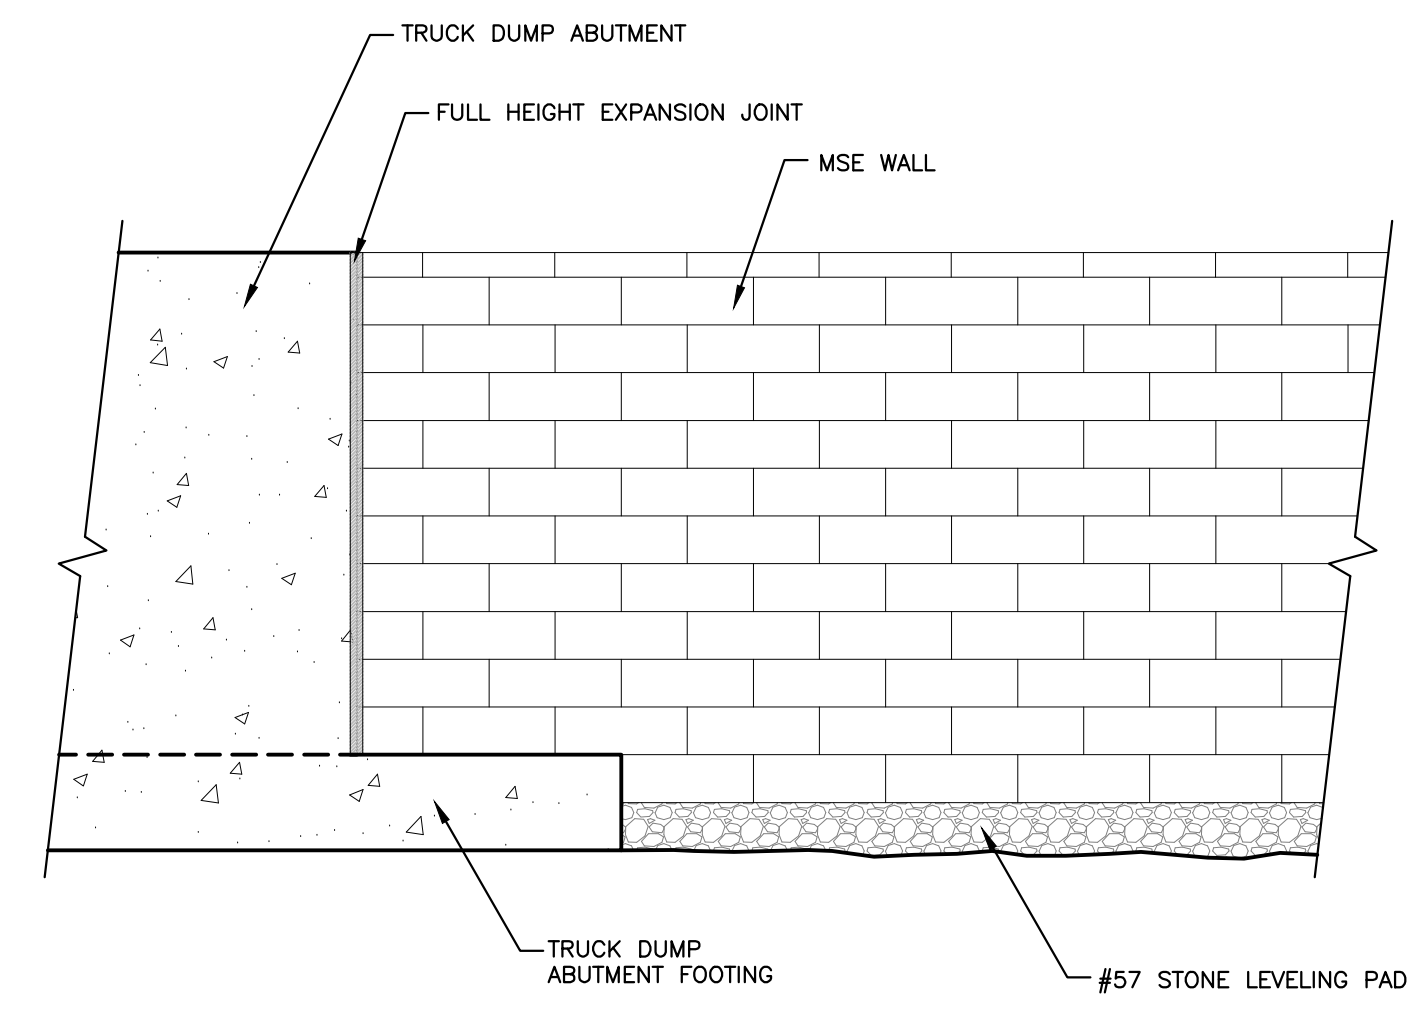 TRUCK DUMP ABUTMENT
FULL HEIGHT EXPANSION JOINT
MSE WALL
TRUCK DUMP
ABUTMENT FOOTING
#57 STONE LEVELING PAD